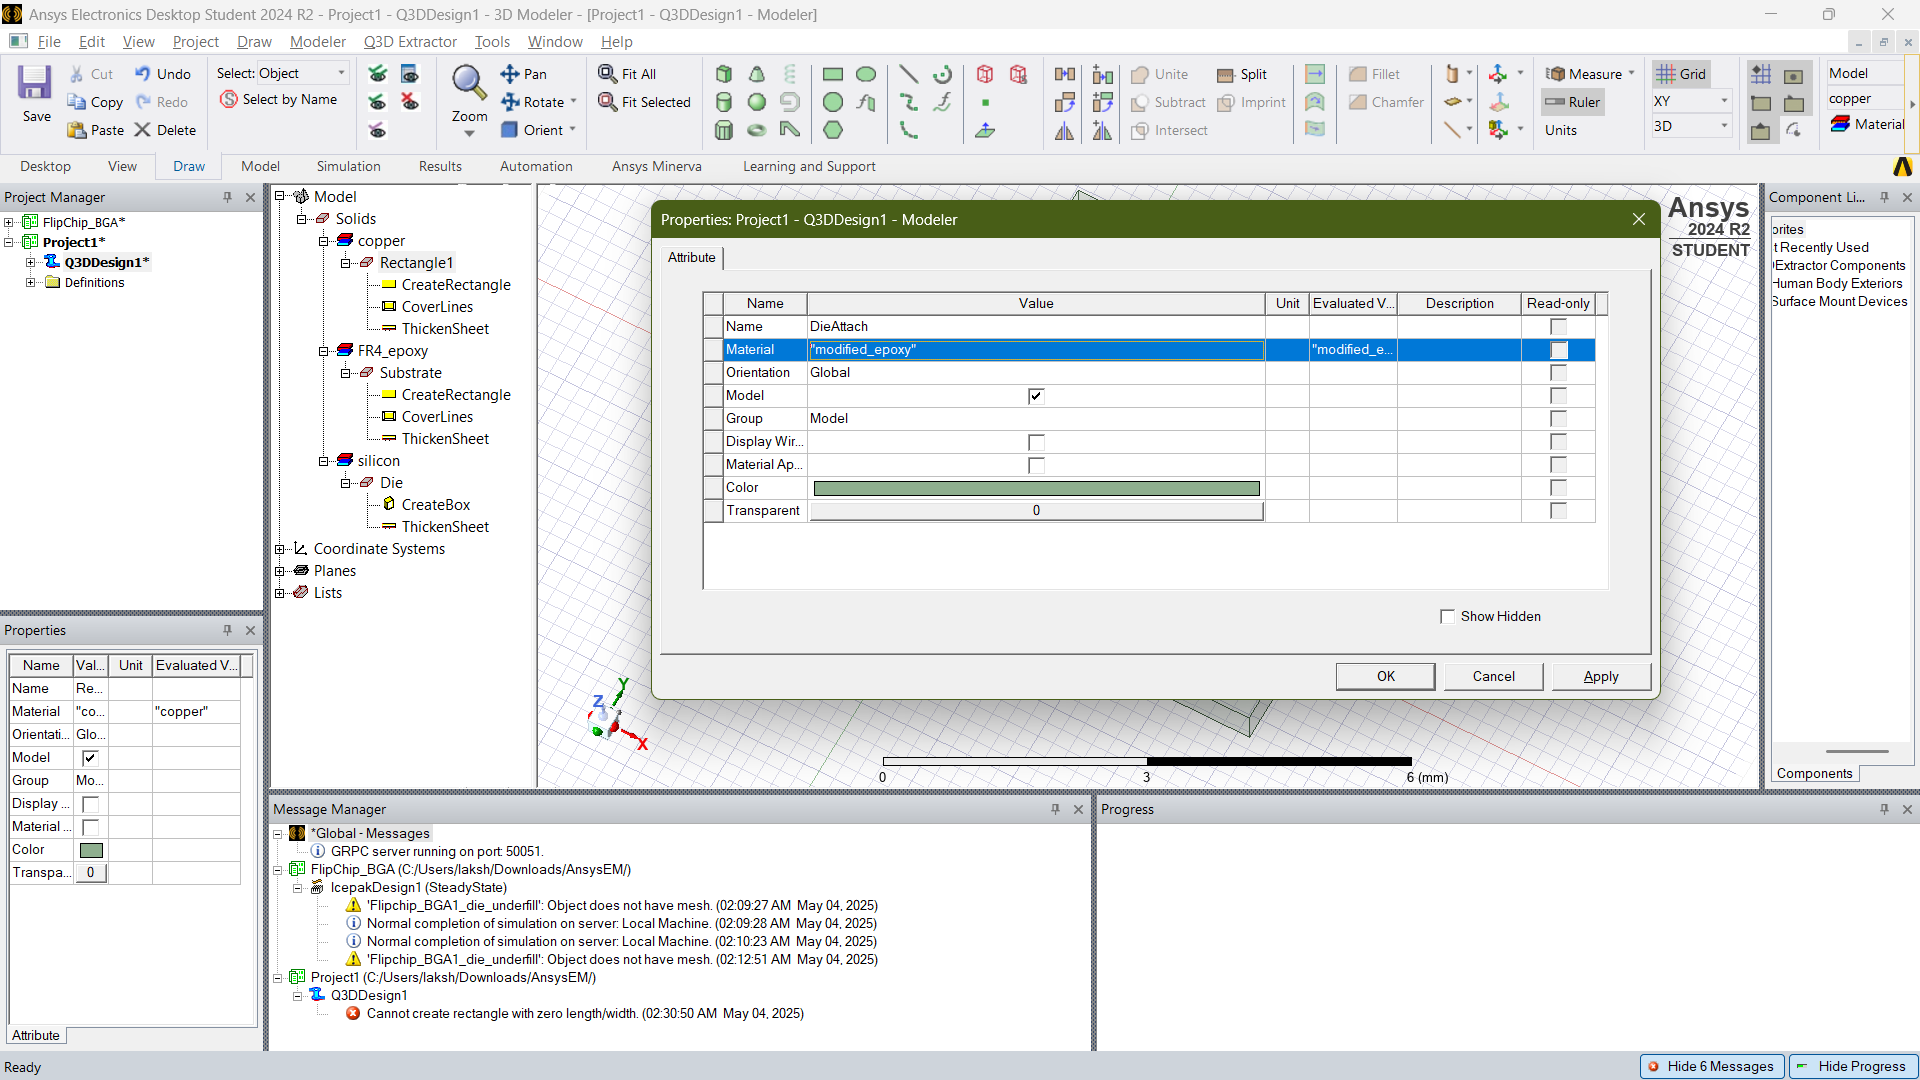 Ansys Electronics Desktop Student 2024 R2 - Project1 - Q3DDesign1 - 3D Modeler - [Project1 - Q3DDesign1 - Modeler]
File Edit View Project Draw Modeler Q3D Extractor Tools Window Help
Save
Cut
Copy
Paste
Undo
Redo
Delete
Select: Object
Select by Name
Zoom
Pan
Rotate
Orient
Fit All
Fit Selected
Unite
Subtract
Intersect
Split
Imprint
Fillet
Chamfer
Measure
Ruler
Units
Grid
XY
3D
Model
copper
Material
Desktop View Draw Model Simulation Results Automation Ansys Minerva Learning and Support
Project Manager
FlipChip_BGA*
Project1*
Q3DDesign1*
Definitions
Model
Solids
copper
Rectangle1
CreateRectangle
CoverLines
ThickenSheet
FR4_epoxy
Substrate
CreateRectangle
CoverLines
ThickenSheet
silicon
Die
CreateBox
ThickenSheet
Coordinate Systems
Planes
Lists
Properties: Project1 - Q3DDesign1 - Modeler
Attribute
Name Value Unit Evaluated V... Description Read-only
Name DieAttach
Material "modified_epoxy" "modified_e...
Orientation Global
Model
Group Model
Display Wir...
Material Ap...
Color
Transparent 0
Show Hidden
OK Cancel Apply
Ansys
2024 R2
STUDENT
Y
Z
X
0 3 6 (mm)
Component Li...
orites
t Recently Used
Extractor Components
Human Body Exteriors
Surface Mount Devices
Components
Properties
Name Val... Unit Evaluated V...
Name Re...
Material "co... "copper"
Orientati... Glo...
Model
Group Mo...
Display ...
Material ...
Color
Transpa... 0
Attribute
Message Manager
*Global - Messages
GRPC server running on port: 50051.
FlipChip_BGA (C:/Users/laksh/Downloads/AnsysEM/)
IcepakDesign1 (SteadyState)
'Flipchip_BGA1_die_underfill': Object does not have mesh. (02:09:27 AM May 04, 2025)
Normal completion of simulation on server: Local Machine. (02:09:28 AM May 04, 2025)
Normal completion of simulation on server: Local Machine. (02:10:23 AM May 04, 2025)
'Flipchip_BGA1_die_underfill': Object does not have mesh. (02:12:51 AM May 04, 2025)
Project1 (C:/Users/laksh/Downloads/AnsysEM/)
Q3DDesign1
Cannot create rectangle with zero length/width. (02:30:50 AM May 04, 2025)
Progress
Ready
Hide 6 Messages
Hide Progress